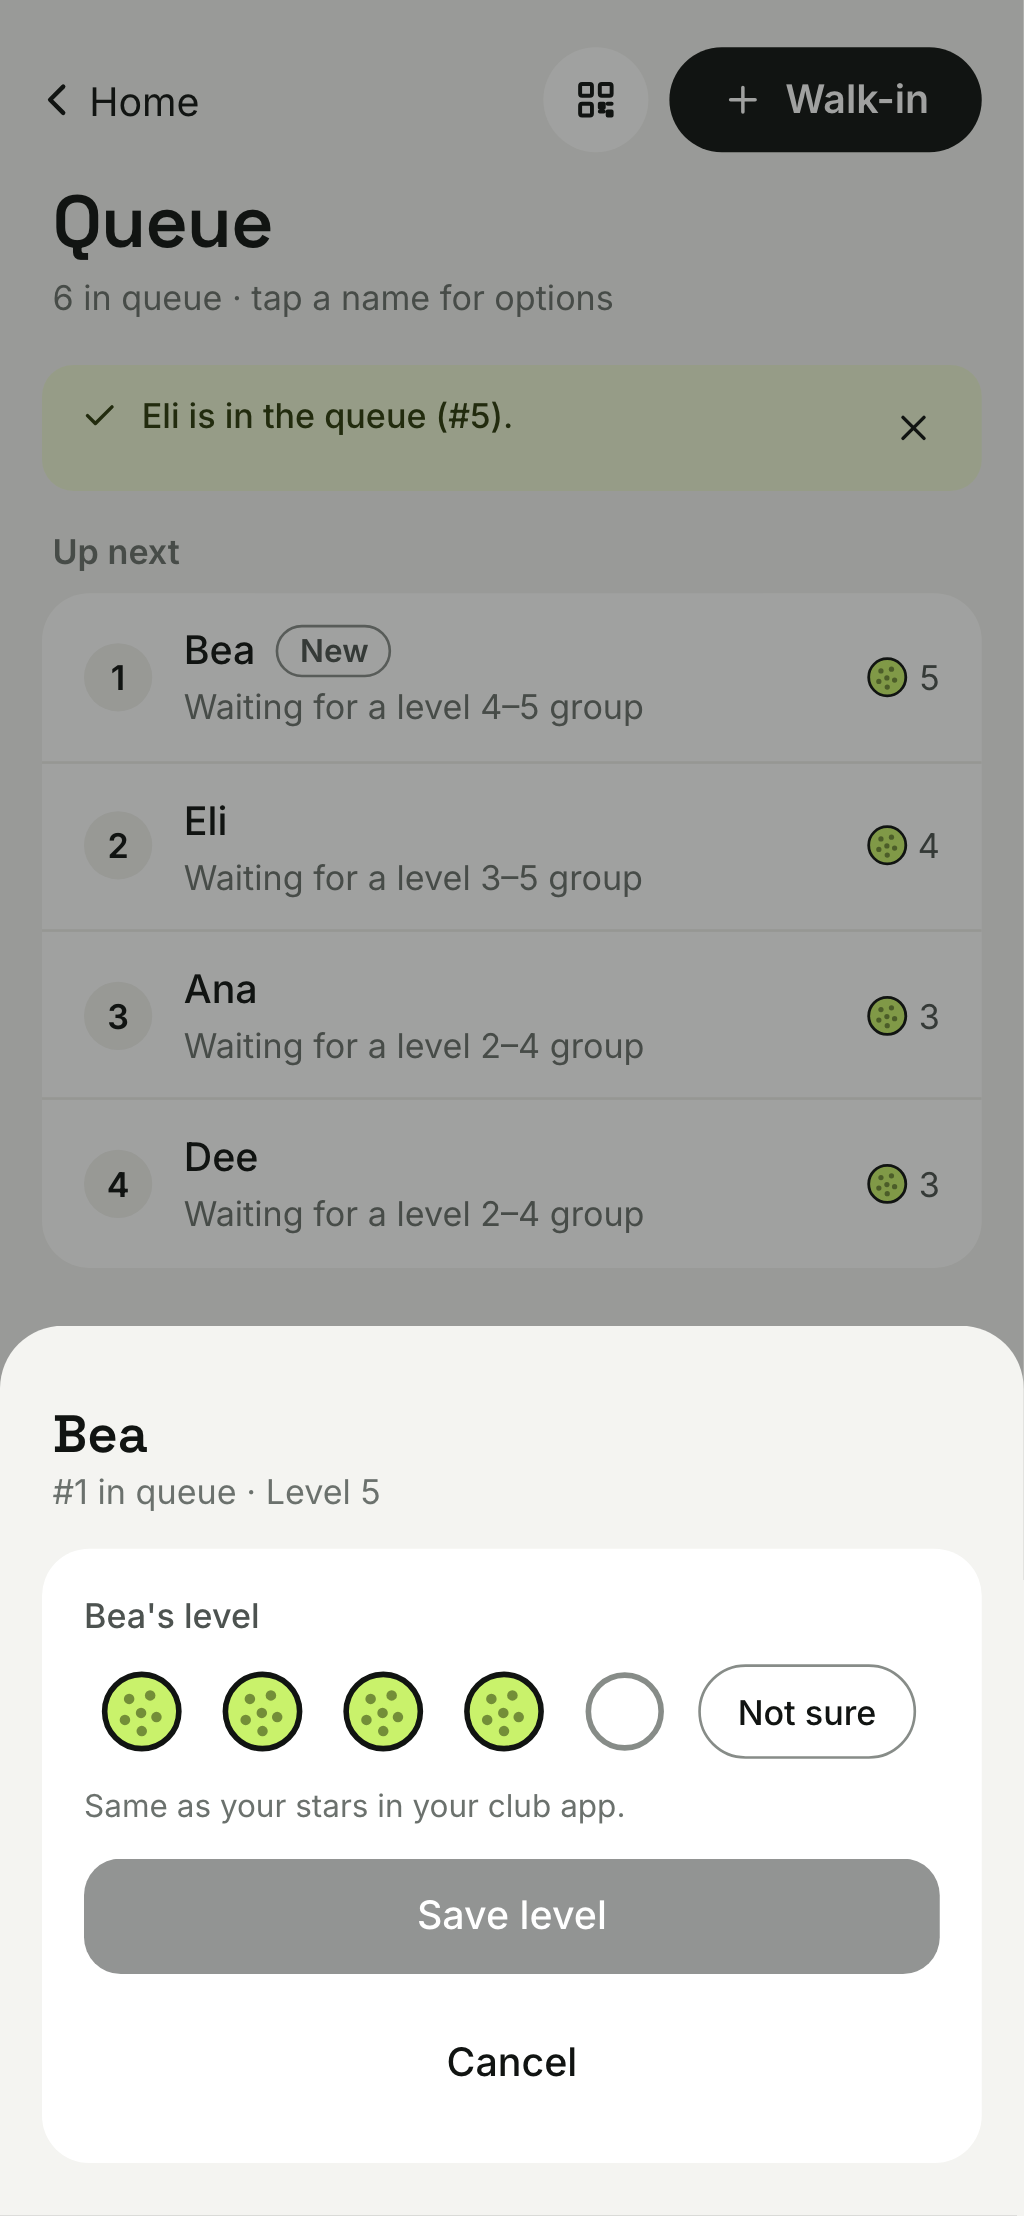 Home
Walk-in
Queue
6 in queue · tap a name for options
Eli is in the queue (#5).
Up next
1
Bea New
Waiting for a level 4–5 group
5
2
Eli
Waiting for a level 3–5 group
4
3
Ana
Waiting for a level 2–4 group
3
4
Dee
Waiting for a level 2–4 group
3
Bea
#1 in queue · Level 5
Bea's level
Not sure
Same as your stars in your club app.
Save level
Cancel